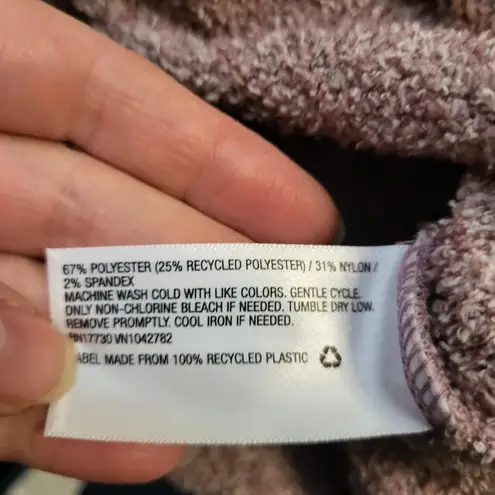 67% POLYESTER (25% RECYCLED POLYESTER) / 31% NYLON /
2% SPANDEX
MACHINE WASH COLD WITH LIKE COLORS. GENTLE CYCLE.
ONLY NON-CHLORINE BLEACH IF NEEDED. TUMBLE DRY LOW.
REMOVE PROMPTLY. COOL IRON IF NEEDED.
RN17730 VN1042782
LABEL MADE FROM 100% RECYCLED PLASTIC